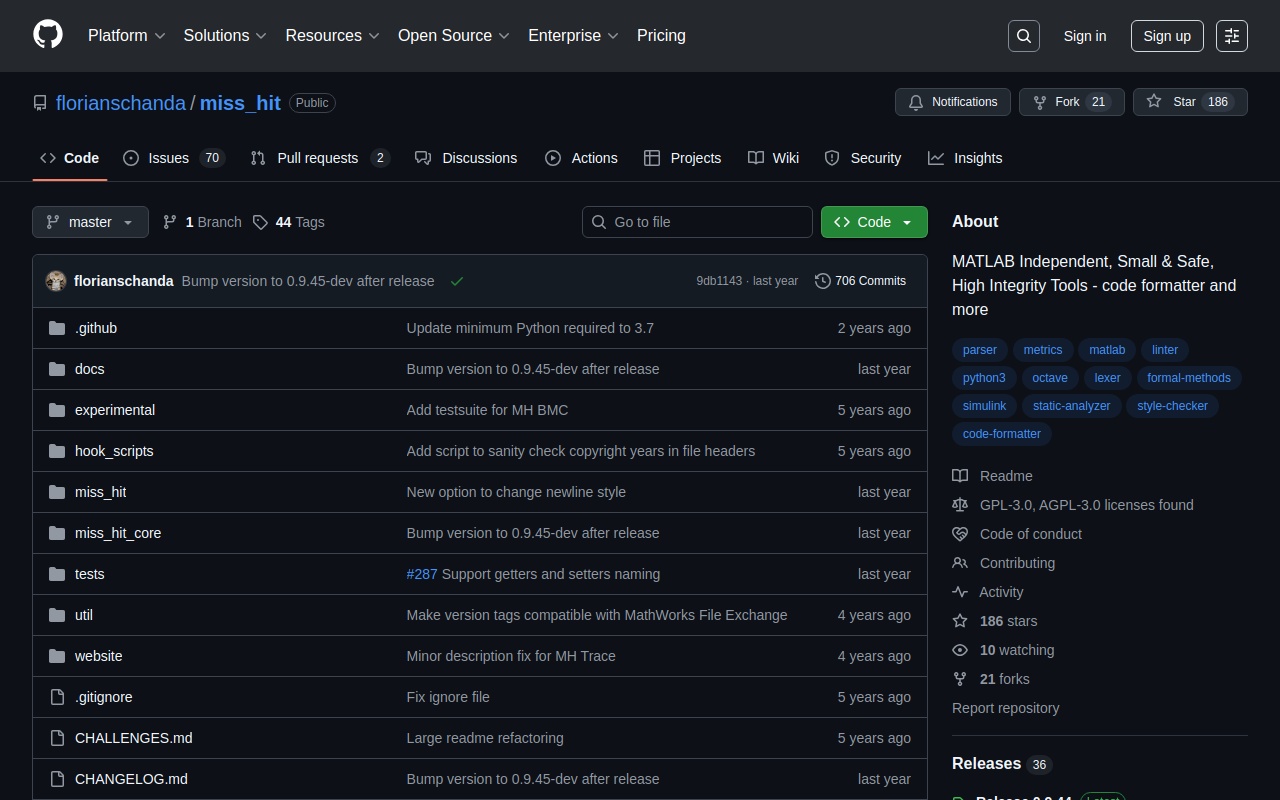 Platform Solutions Resources Open Source Enterprise Pricing Sign in Sign up
florianschanda / miss_hit Public Notifications Fork 21 Star 186
Code Issues 70 Pull requests 2 Discussions Actions Projects Wiki Security Insights
master 1 Branch 44 Tags Go to file Code
florianschanda Bump version to 0.9.45-dev after release 9db1143 · last year 706 Commits
.github Update minimum Python required to 3.7 2 years ago
docs Bump version to 0.9.45-dev after release last year
experimental Add testsuite for MH BMC 5 years ago
hook_scripts Add script to sanity check copyright years in file headers 5 years ago
miss_hit New option to change newline style last year
miss_hit_core Bump version to 0.9.45-dev after release last year
tests #287 Support getters and setters naming last year
util Make version tags compatible with MathWorks File Exchange 4 years ago
website Minor description fix for MH Trace 4 years ago
.gitignore Fix ignore file 5 years ago
CHALLENGES.md Large readme refactoring 5 years ago
CHANGELOG.md Bump version to 0.9.45-dev after release last year
About
MATLAB Independent, Small & Safe,
High Integrity Tools - code formatter and
more
parser metrics matlab linter
python3 octave lexer formal-methods
simulink static-analyzer style-checker
code-formatter
Readme
GPL-3.0, AGPL-3.0 licenses found
Code of conduct
Contributing
Activity
186 stars
10 watching
21 forks
Report repository
Releases 36
Release 0.9.44 Latest